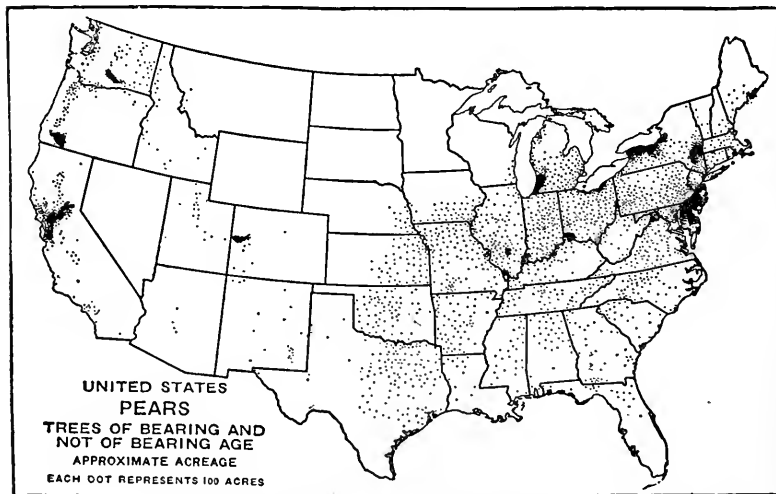 UNITED STATES
PEARS
TREES OF BEARING AND
NOT OF BEARING AGE
APPROXIMATE ACREAGE
EACH DOT REPRESENTS 100 ACRES